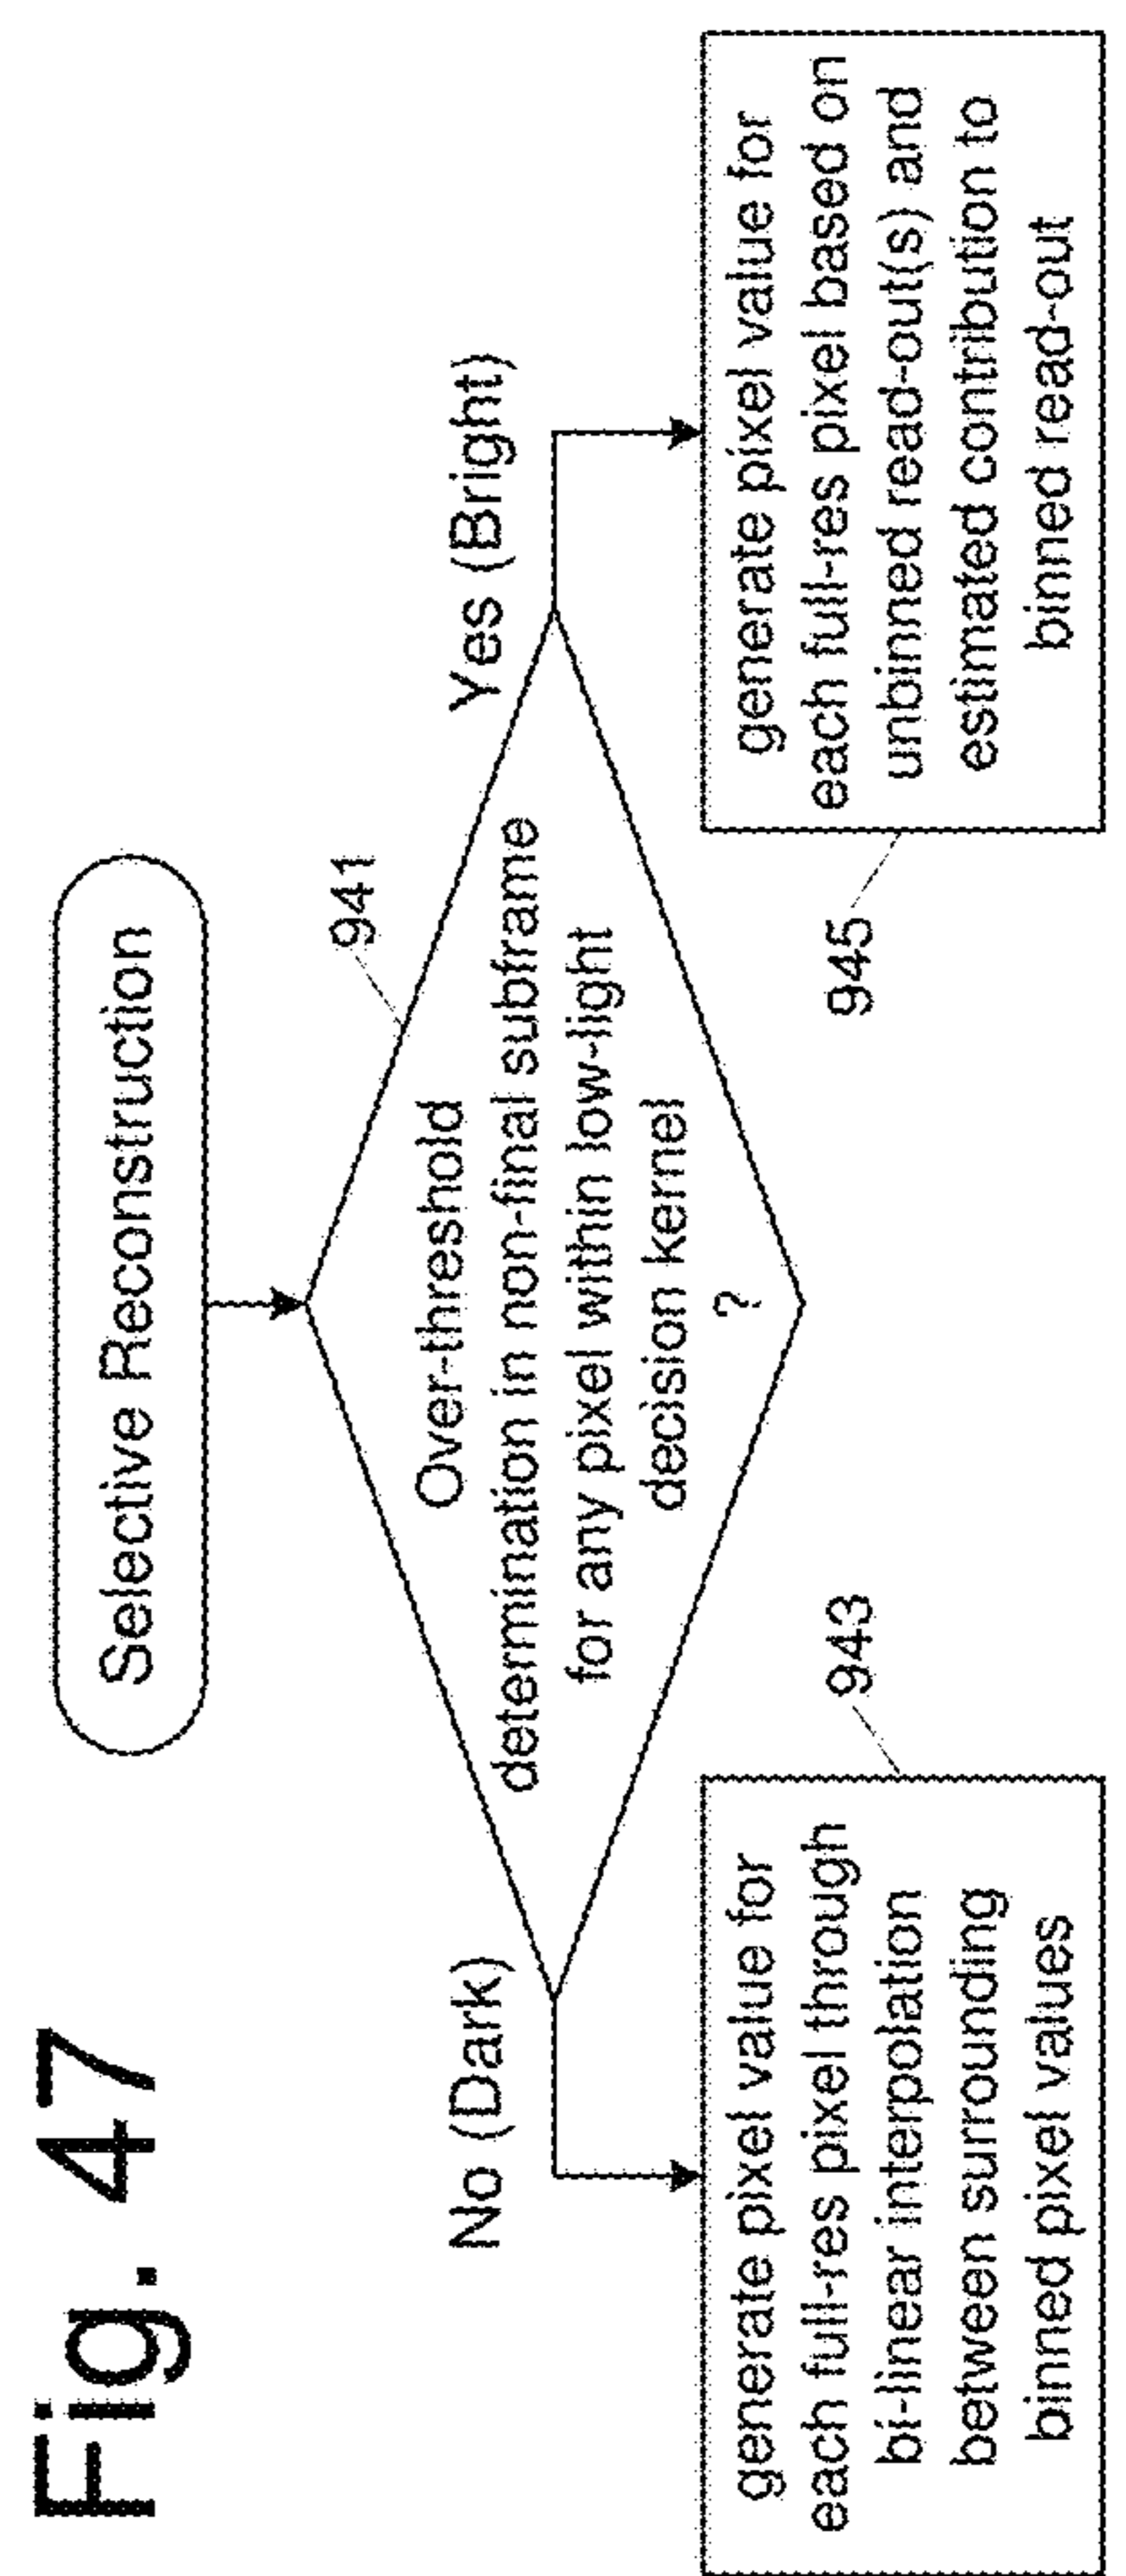 Fig. 47
Selective Reconstruction
941
Over-threshold
determination in non-final subframe
for any pixel within low-light
decision kernel
?
No (Dark)
Yes (Bright)
943
generate pixel value for
each full-res pixel through
bi-linear interpolation
between surrounding
binned pixel values
945
generate pixel value for
each full-res pixel based on
unbinned read-out(s) and
estimated contribution to
binned read-out